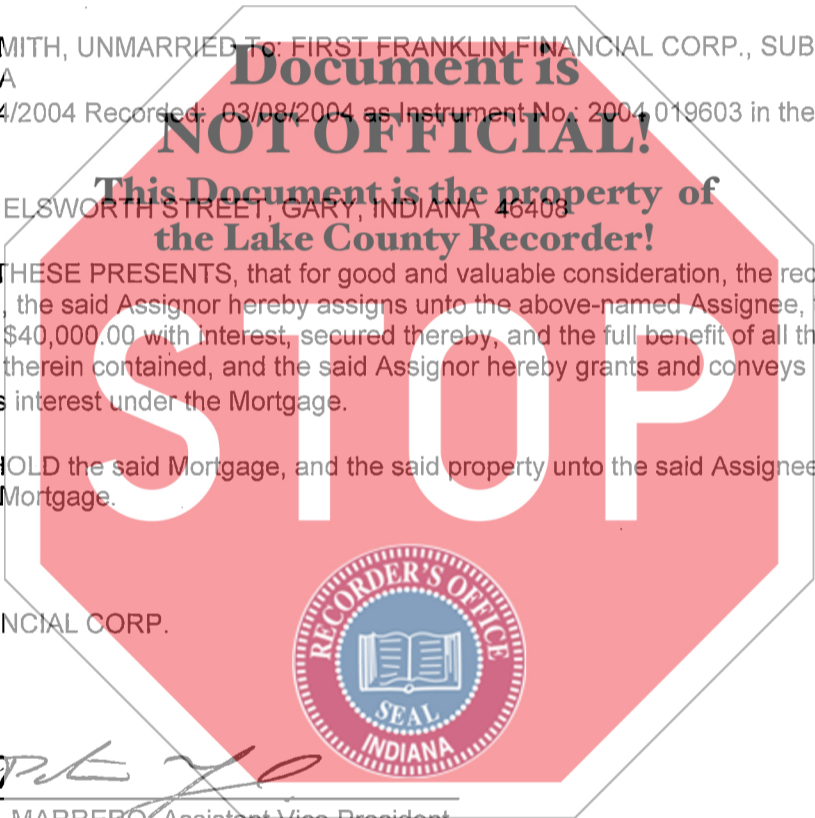 MITH, UNMARRIED To: FIRST FRANKLIN FINANCIAL CORP., SUB
Document is
A
4/2004 Recorded: 03/08/2004 as Instrument No.: 2004 019603 in the
NOT OFFICIAL!
This Document is the property of
ELSWORTH STREET, GARY, INDIANA 46408
the Lake County Recorder!
THESE PRESENTS, that for good and valuable consideration, the rec
, the said Assignor hereby assigns unto the above-named Assignee,
$40,000.00 with interest, secured thereby, and the full benefit of all th
therein contained, and the said Assignor hereby grants and conveys
s interest under the Mortgage.
STOP
HOLD the said Mortgage, and the said property unto the said Assignee
Mortgage.
RECORDER'S OFFICE
NCIAL CORP.
SEAL
INDIANA
MARRERO, Assistant Vice-President